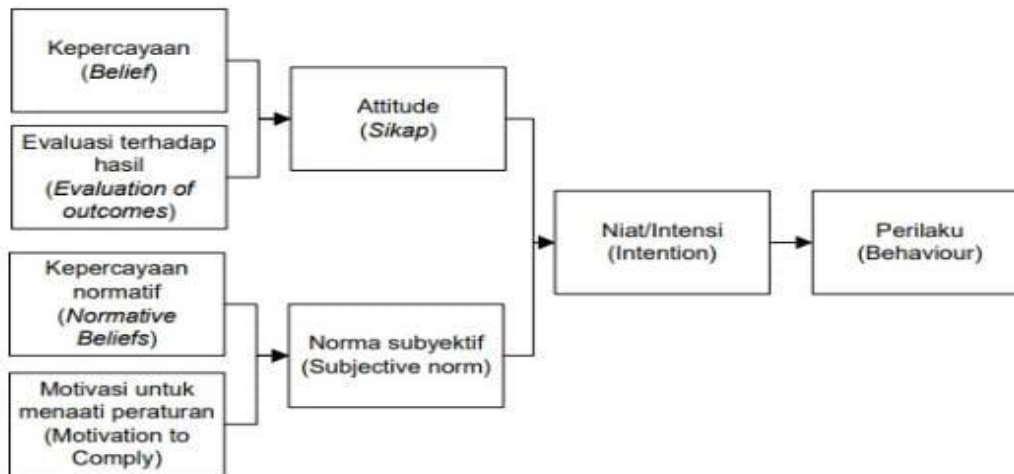 Kepercayaan
(Belief)
Evaluasi terhadap
hasil
(Evaluation of
outcomes)
Attitude
(Sikap)
Kepercayaan
normatif
(Normative
Beliefs)
Motivasi untuk
menaati peraturan
(Motivation to
Comply)
Norma subyektif
(Subjective norm)
Niat/Intensi
(Intention)
Perilaku
(Behaviour)